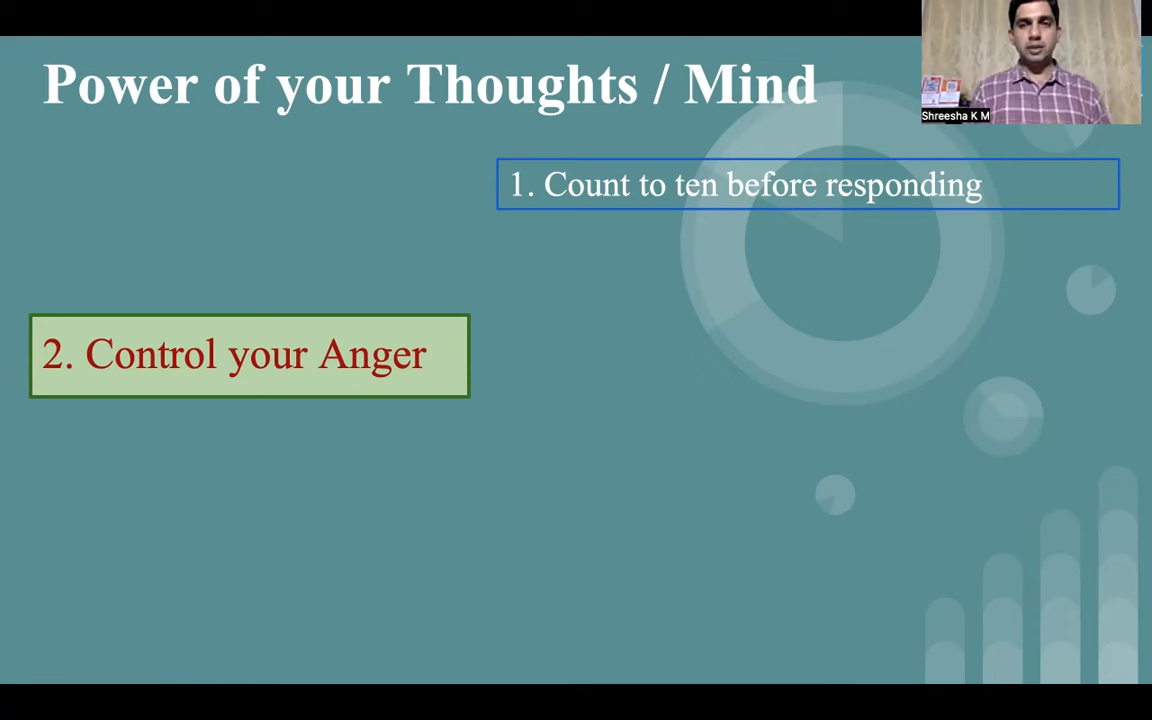 Power of your Thoughts / Mind
Shreesha K M
1. Count to ten before responding
2. Control your Anger